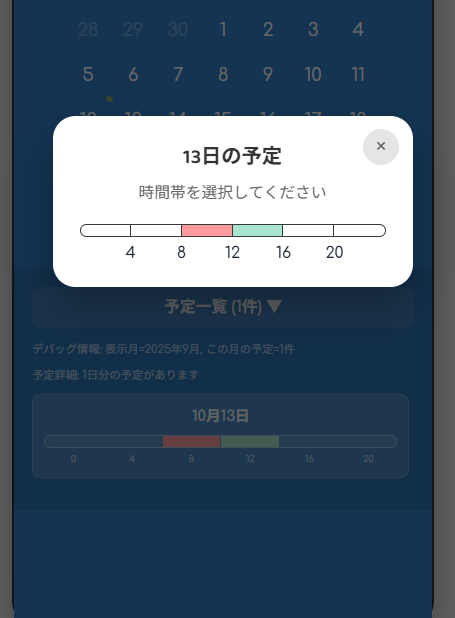 28 29 30 1 2 3 4
5 6 7 8 9 10 11
12 13 14 15 16 17 18
13日の予定
×
時間帯を選択してください
4 8 12 16 20
予定一覧 (1件) ▼
デバッグ情報: 表示月=2025年9月, この月の予定=1件
予定詳細: 1日分の予定があります
10月13日
0 4 8 12 16 20